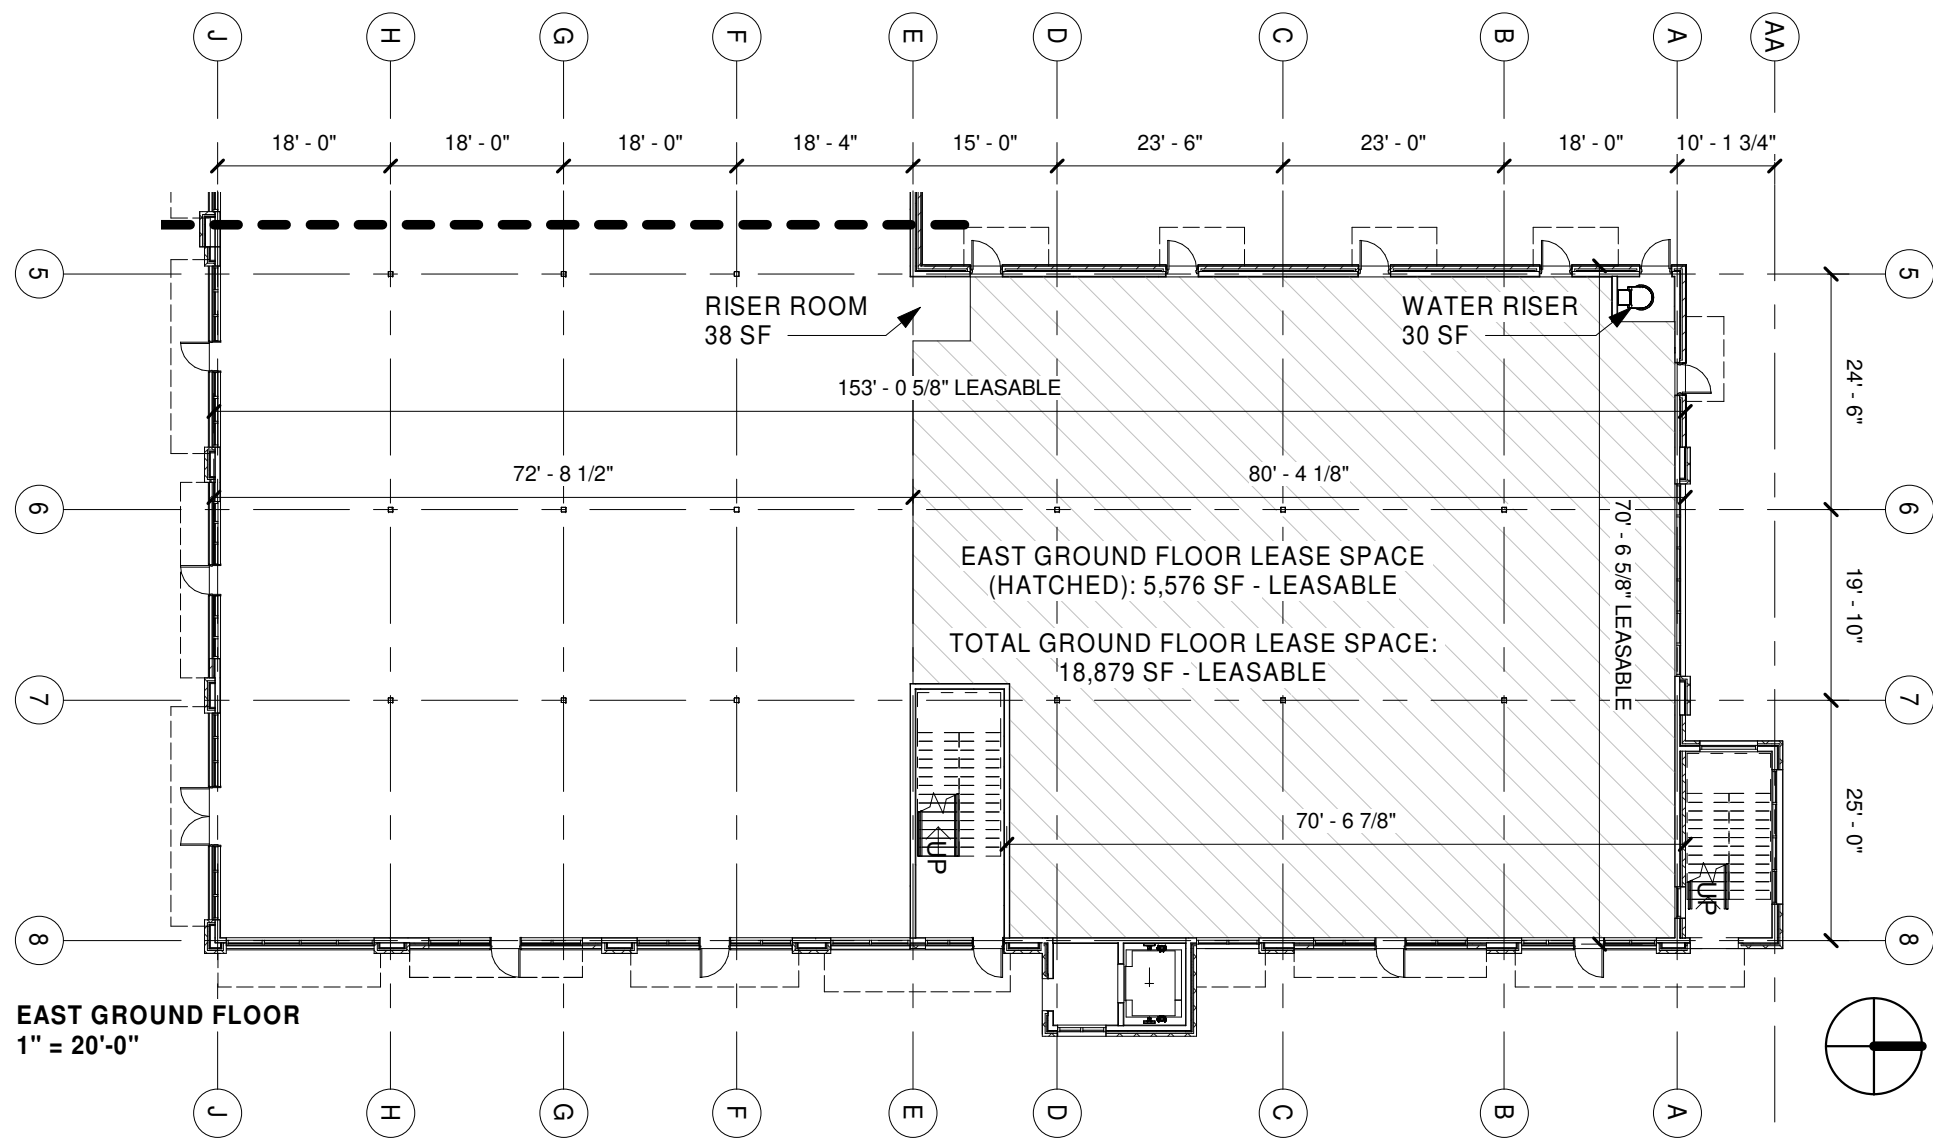 J H G F E D C B A AA
18' - 0" 18' - 0" 18' - 0" 18' - 4" 15' - 0" 23' - 6" 23' - 0" 18' - 0" 10' - 1 3/4"
5 5
RISER ROOM
38 SF
WATER RISER
30 SF
24' - 6"
153' - 0 5/8" LEASABLE
72' - 8 1/2" 80' - 4 1/8"
6 6
70' - 6 5/8" LEASABLE
EAST GROUND FLOOR LEASE SPACE
(HATCHED): 5,576 SF - LEASABLE
19' - 10"
TOTAL GROUND FLOOR LEASE SPACE:
18,879 SF - LEASABLE
7 7
70' - 6 7/8"
25' - 0"
UP
UP
8 8
EAST GROUND FLOOR
1" = 20'-0"
J H G F E D C B A